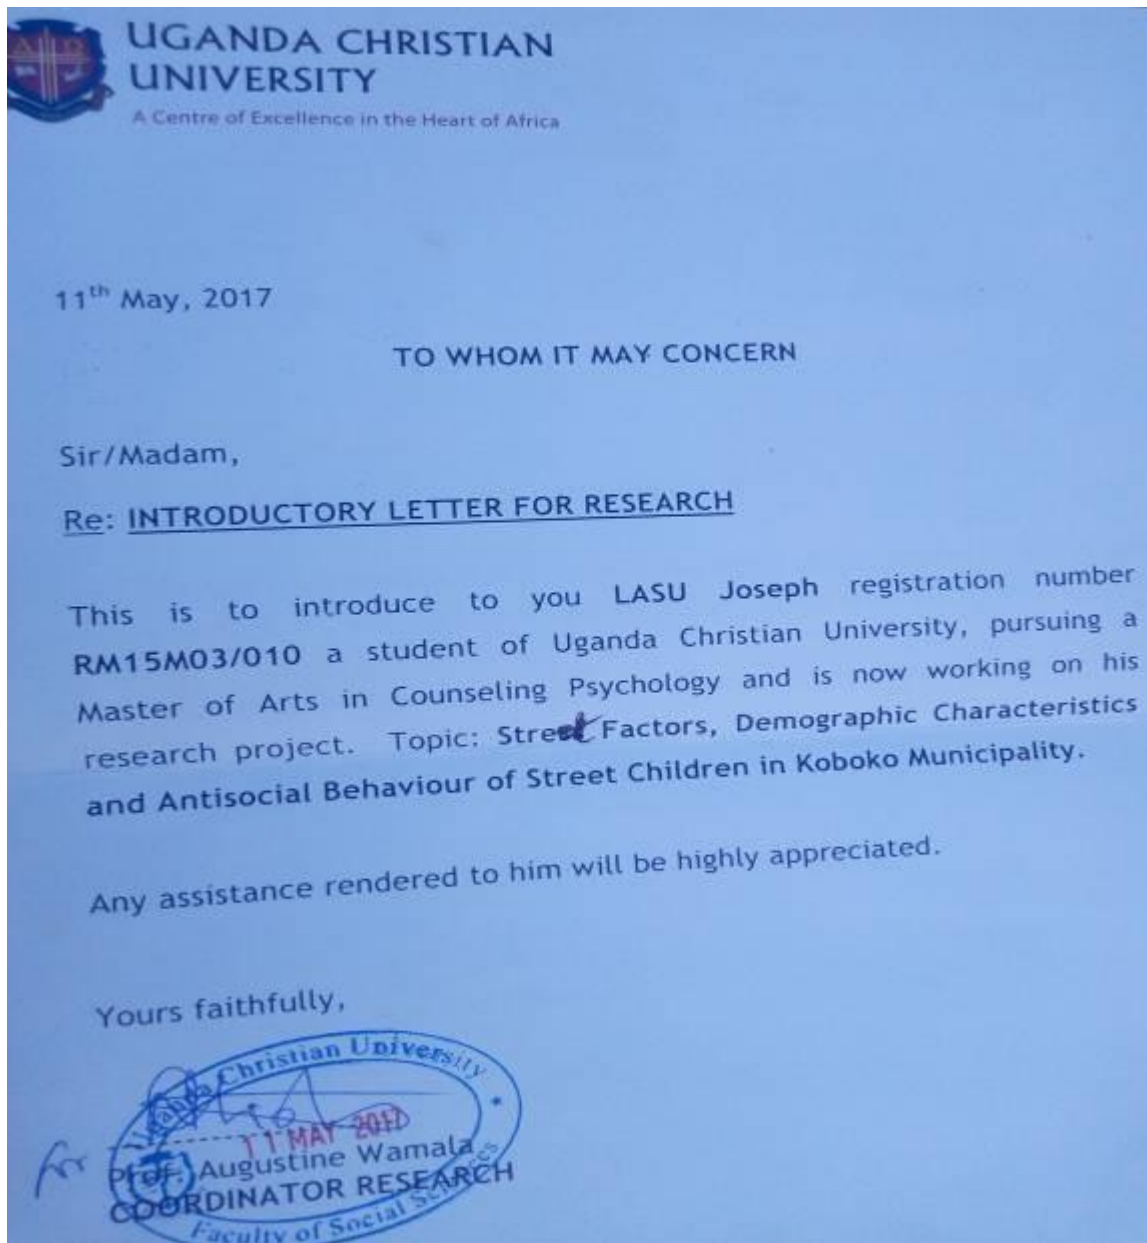 UGANDA CHRISTIAN
UNIVERSITY
A Centre of Excellence in the Heart of Africa
11th May, 2017
TO WHOM IT MAY CONCERN
Sir/Madam,
Re: INTRODUCTORY LETTER FOR RESEARCH
This is to introduce to you LASU Joseph registration number
RM15M03/010 a student of Uganda Christian University, pursuing a
Master of Arts in Counseling Psychology and is now working on his
research project. Topic: Street Factors, Demographic Characteristics
and Antisocial Behaviour of Street Children in Koboko Municipality.
Any assistance rendered to him will be highly appreciated.
Yours faithfully,
Uganda Christian University
11 MAY 2017
for
Prof. Augustine Wamala
COORDINATOR RESEARCH
Faculty of Social Sciences